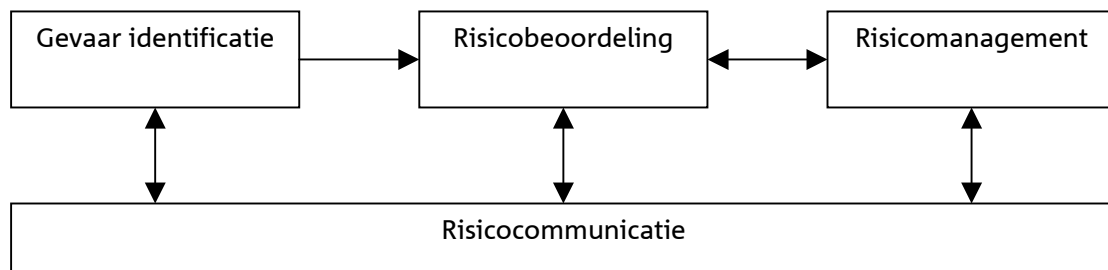 Gevaar identificatie
Risicobeoordeling
Risicomanagement
Risicocommunicatie